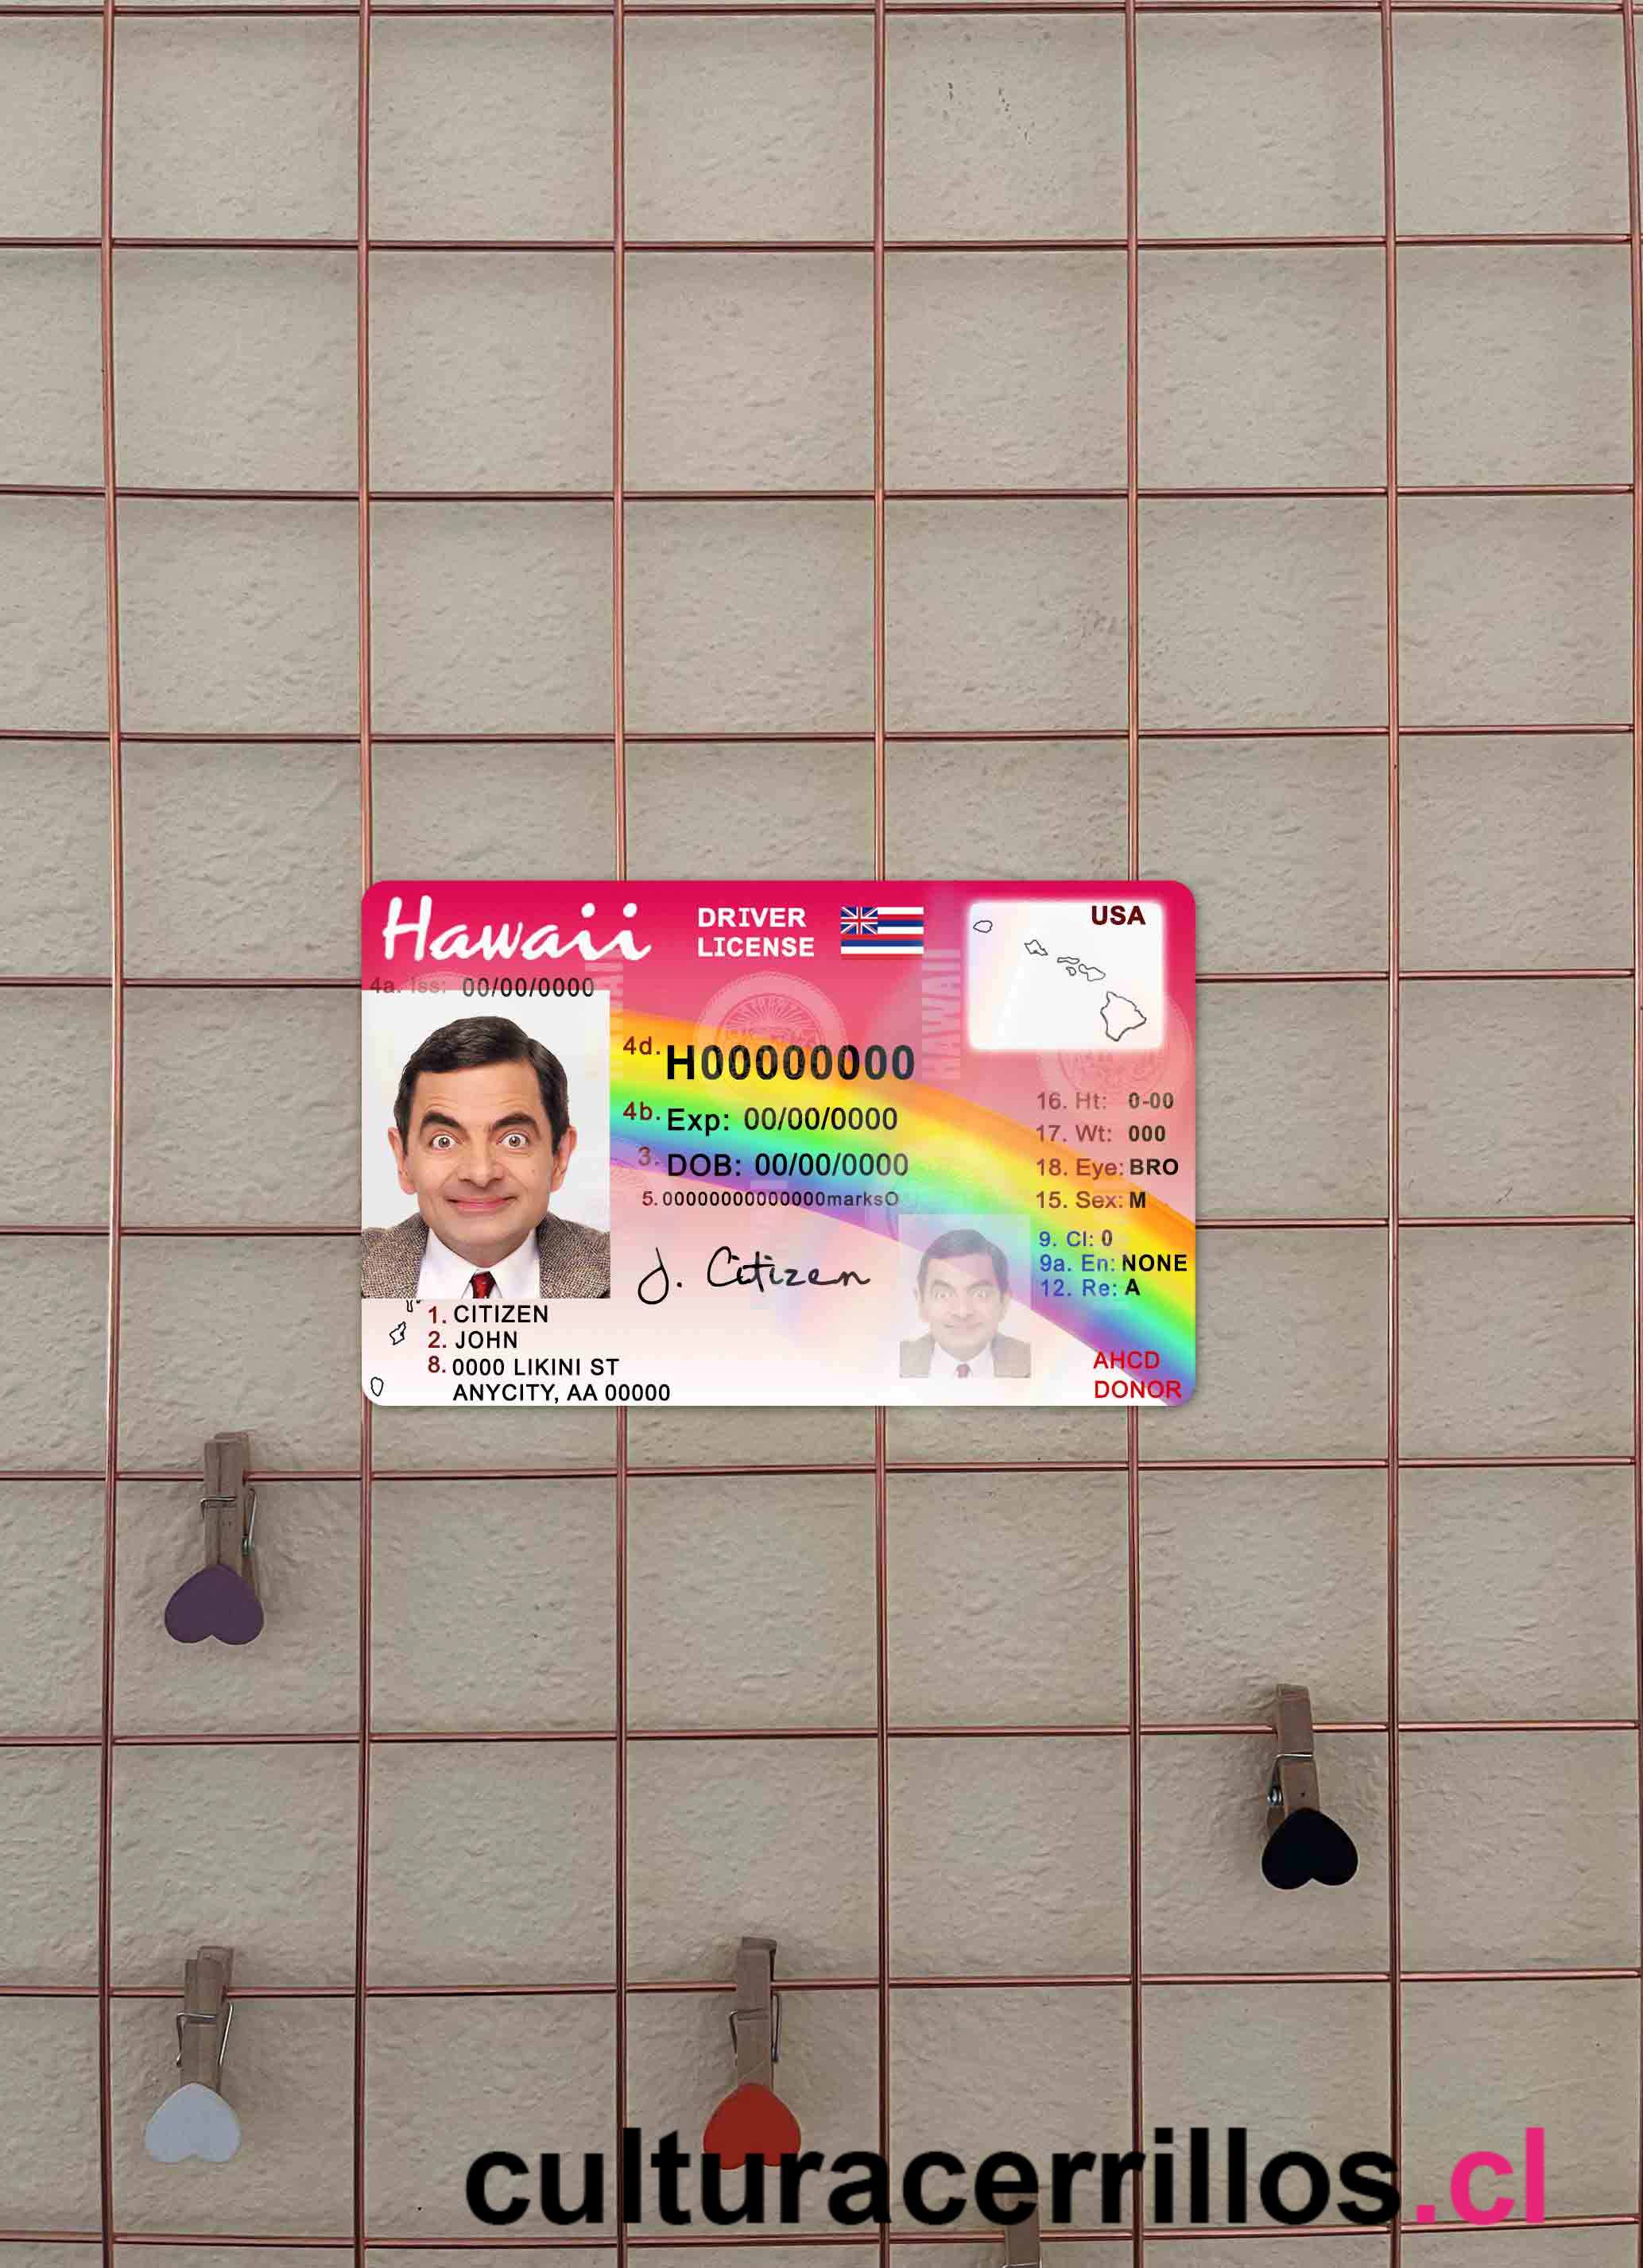 Hawaii
DRIVER
LICENSE
USA
4a. Iss: 00/00/0000
HAWAII
4d. H00000000
4b. Exp: 00/00/0000
3. DOB: 00/00/0000
5. 00000000000000marksO
J. Citizen
16. Ht: 0-00
17. Wt: 000
18. Eye: BRO
15. Sex: M
9. Cl: 0
9a. En: NONE
12. Re: A
1. CITIZEN
2. JOHN
8. 0000 LIKINI ST
ANYCITY, AA 00000
AHCD
DONOR
culturacerrillos.cl